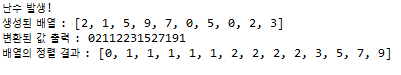 난수 발생!
생성된 배열 : [2, 1, 5, 9, 7, 0, 5, 0, 2, 3]
변환된 값 출력 : 02112231527191
배열의 정렬 결과 : [0, 1, 1, 1, 1, 1, 2, 2, 2, 2, 3, 5, 7, 9]